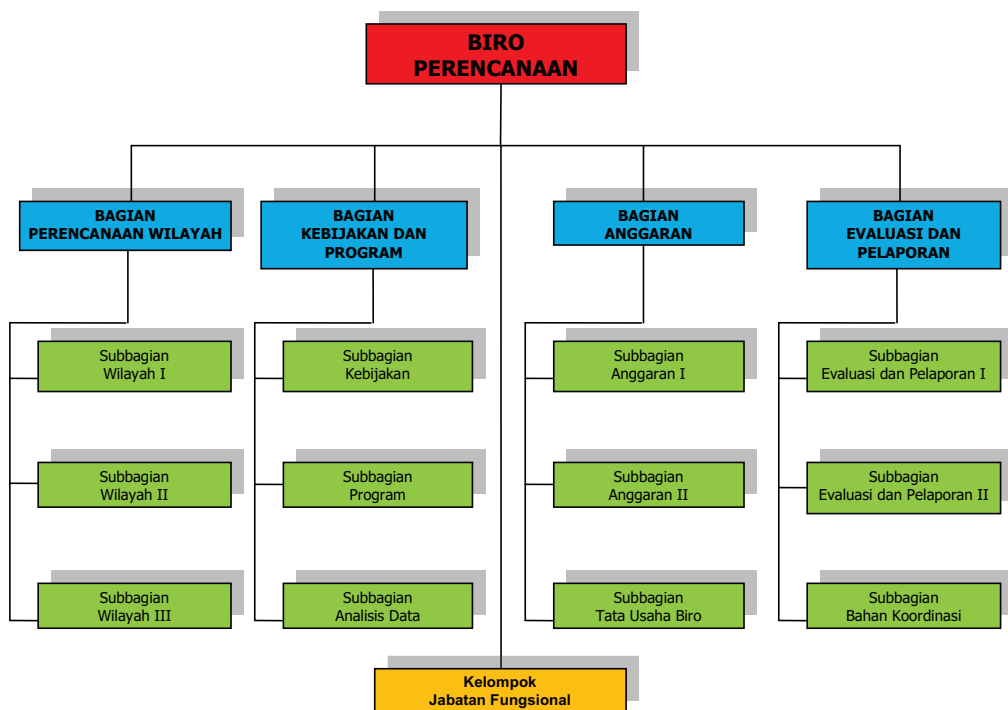 BIRO
PERENCANAAN
BAGIAN
PERENCANAAN WILAYAH
BAGIAN
KEBIJAKAN DAN
PROGRAM
BAGIAN
ANGGARAN
BAGIAN
EVALUASI DAN
PELAPORAN
Subbagian
Wilayah I
Subbagian
Kebijakan
Subbagian
Anggaran I
Subbagian
Evaluasi dan Pelaporan I
Subbagian
Wilayah II
Subbagian
Program
Subbagian
Anggaran II
Subbagian
Evaluasi dan Pelaporan II
Subbagian
Wilayah III
Subbagian
Analisis Data
Subbagian
Tata Usaha Biro
Subbagian
Bahan Koordinasi
Kelompok
Jabatan Fungsional